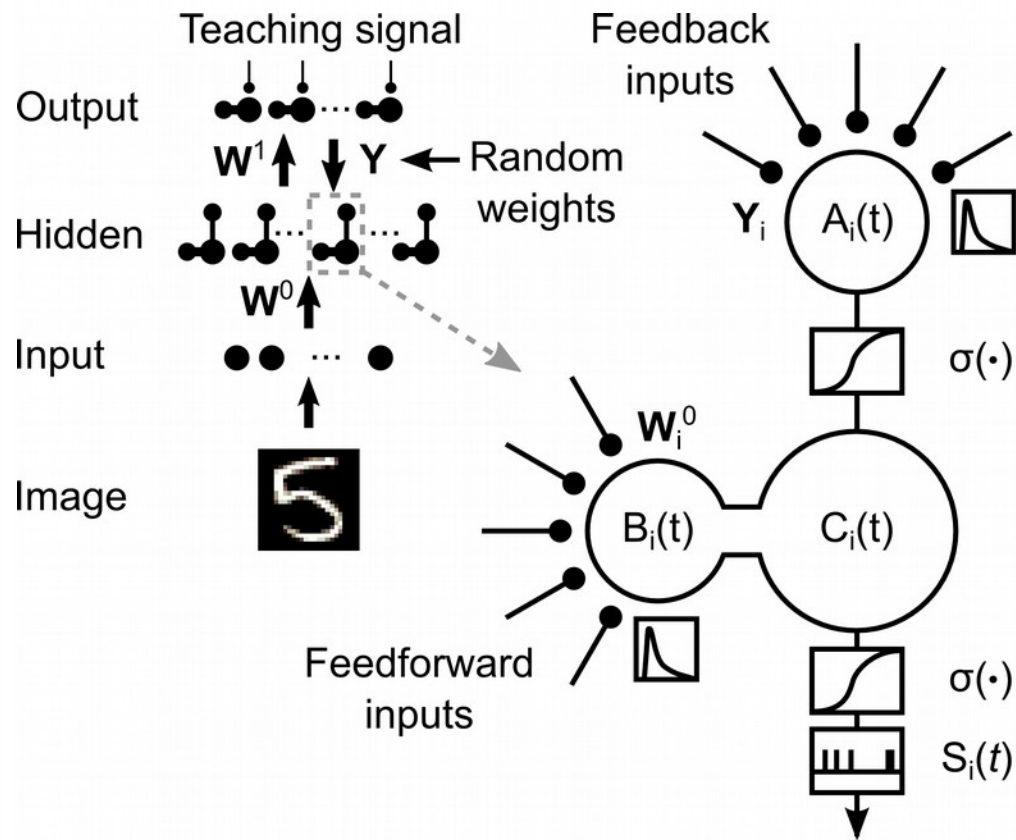 Teaching signal
Output
W¹ Y Random
weights
Hidden
W⁰
Input
Image
5
Feedback
inputs
Yᵢ Aᵢ(t)
σ(·)
Wᵢ⁰
Bᵢ(t) Cᵢ(t)
Feedforward
inputs
σ(·)
Sᵢ(t)